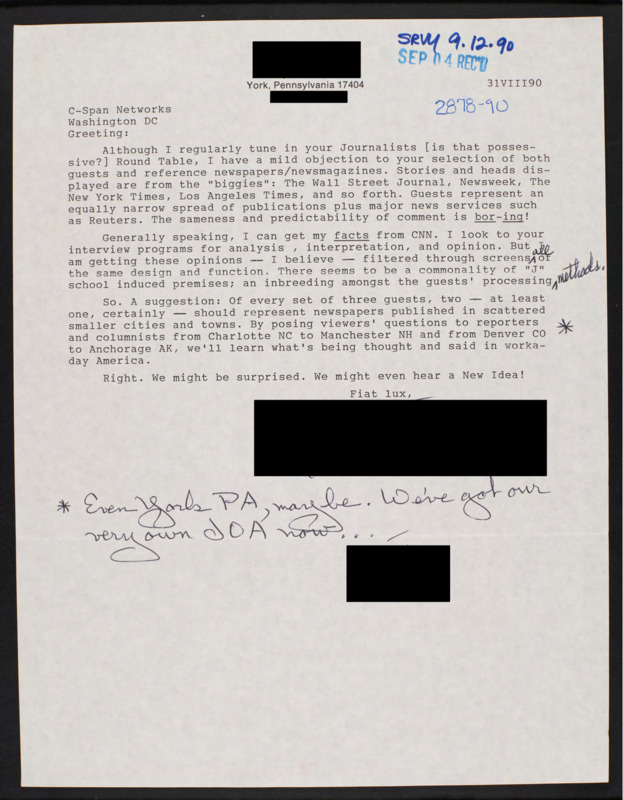 SRVY 9.12.90
SEP 04 REC'D
York, Pennsylvania 17404
31VIII90
2878-90
C-Span Networks
Washington DC
Greeting:
Although I regularly tune in your Journalists [is that posses-
sive?] Round Table, I have a mild objection to your selection of both
guests and reference newspapers/newsmagazines. Stories and heads dis-
played are from the "biggies": The Wall Street Journal, Newsweek, The
New York Times, Los Angeles Times, and so forth. Guests represent an
equally narrow spread of publications plus major news services such
as Reuters. The sameness and predictability of comment is bor-ing!
Generally speaking, I can get my facts from CNN. I look to your
interview programs for analysis , interpretation, and opinion. But
am getting these opinions — I believe — filtered through screens all of
the same design and function. There seems to be a commonality of "J"
school induced premises; an inbreeding amongst the guests' processing methods.
So. A suggestion: Of every set of three guests, two — at least
one, certainly — should represent newspapers published in scattered
smaller cities and towns. By posing viewers' questions to reporters
and columnists from Charlotte NC to Manchester NH and from Denver CO *
to Anchorage AK, we'll learn what's being thought and said in worka-
day America.
Right. We might be surprised. We might even hear a New Idea!
Fiat lux,
* Even York PA, maybe. We've got our
very own JOA now...